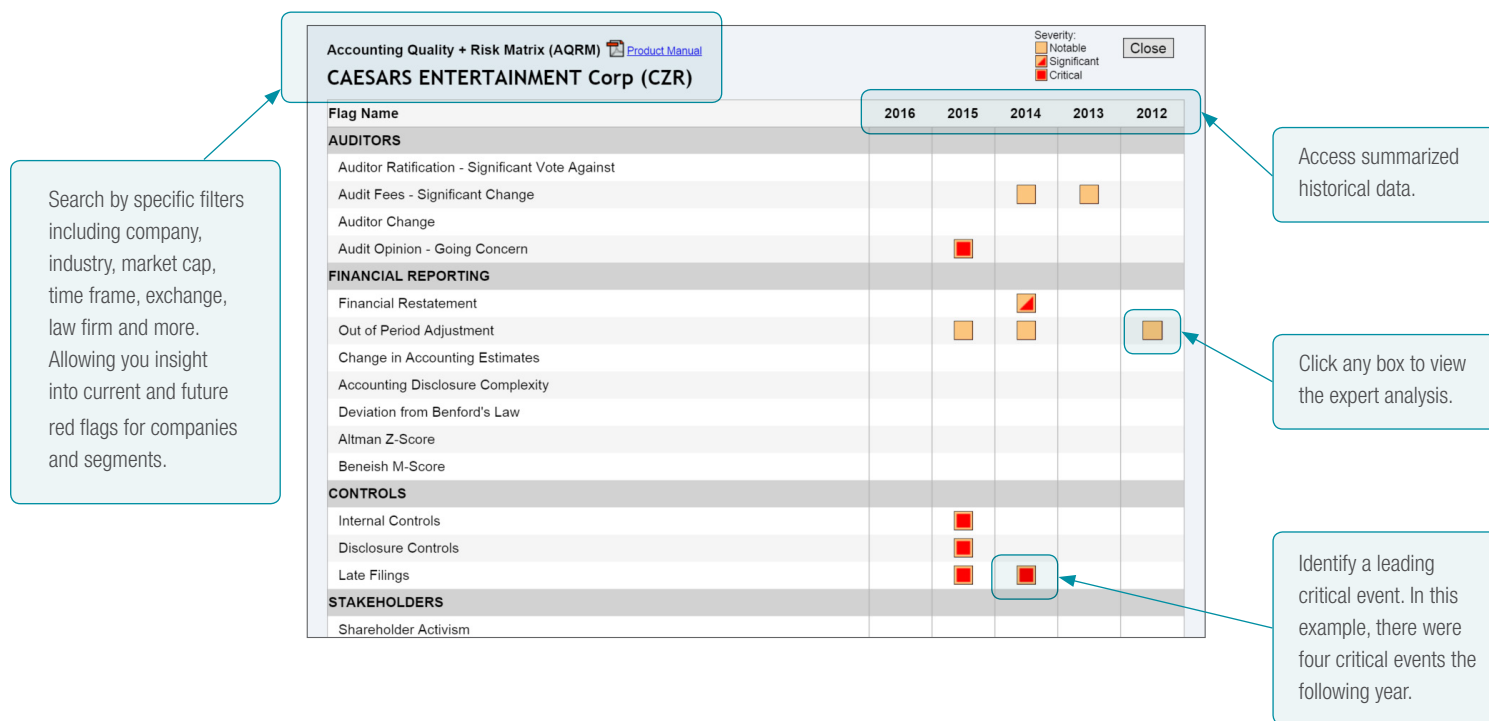 Accounting Quality + Risk Matrix (AQRM) Product Manual
CAESARS ENTERTAINMENT Corp (CZR)
Severity:
Notable
Significant
Critical
Close
Flag Name 2016 2015 2014 2013 2012
AUDITORS
Auditor Ratification - Significant Vote Against
Audit Fees - Significant Change
Auditor Change
Audit Opinion - Going Concern
FINANCIAL REPORTING
Financial Restatement
Out of Period Adjustment
Change in Accounting Estimates
Accounting Disclosure Complexity
Deviation from Benford's Law
Altman Z-Score
Beneish M-Score
CONTROLS
Internal Controls
Disclosure Controls
Late Filings
STAKEHOLDERS
Shareholder Activism
Search by specific filters
including company,
industry, market cap,
time frame, exchange,
law firm and more.
Allowing you insight
into current and future
red flags for companies
and segments.
Access summarized
historical data.
Click any box to view
the expert analysis.
Identify a leading
critical event. In this
example, there were
four critical events the
following year.